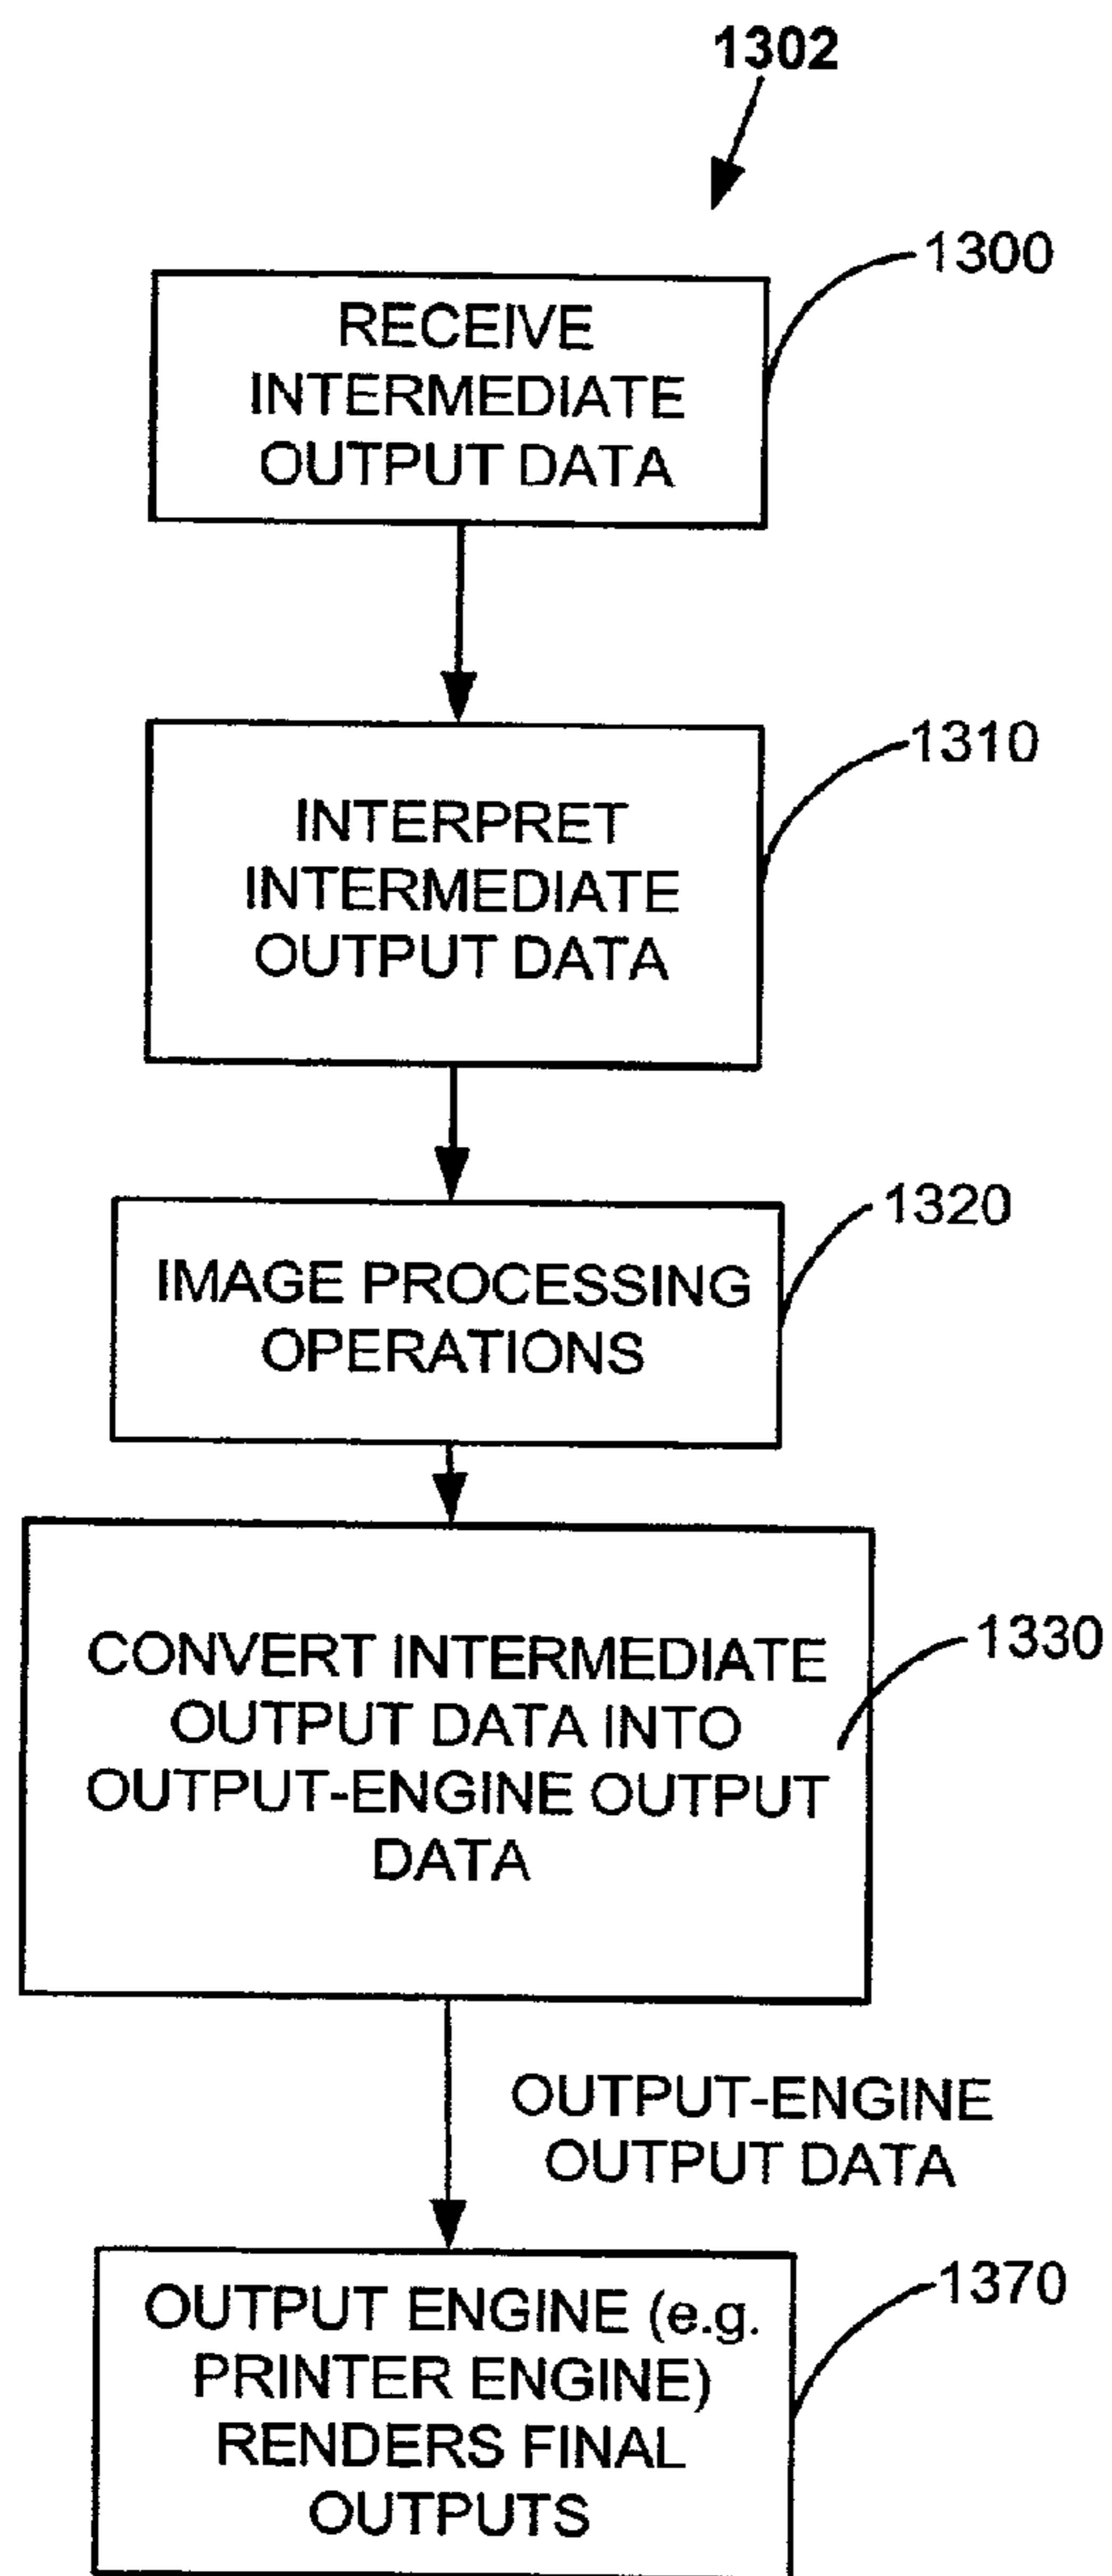 1302
1300
RECEIVE
INTERMEDIATE
OUTPUT DATA
1310
INTERPRET
INTERMEDIATE
OUTPUT DATA
1320
IMAGE PROCESSING
OPERATIONS
1330
CONVERT INTERMEDIATE
OUTPUT DATA INTO
OUTPUT-ENGINE OUTPUT
DATA
OUTPUT-ENGINE
OUTPUT DATA
1370
OUTPUT ENGINE (e.g.
PRINTER ENGINE)
RENDERS FINAL
OUTPUTS